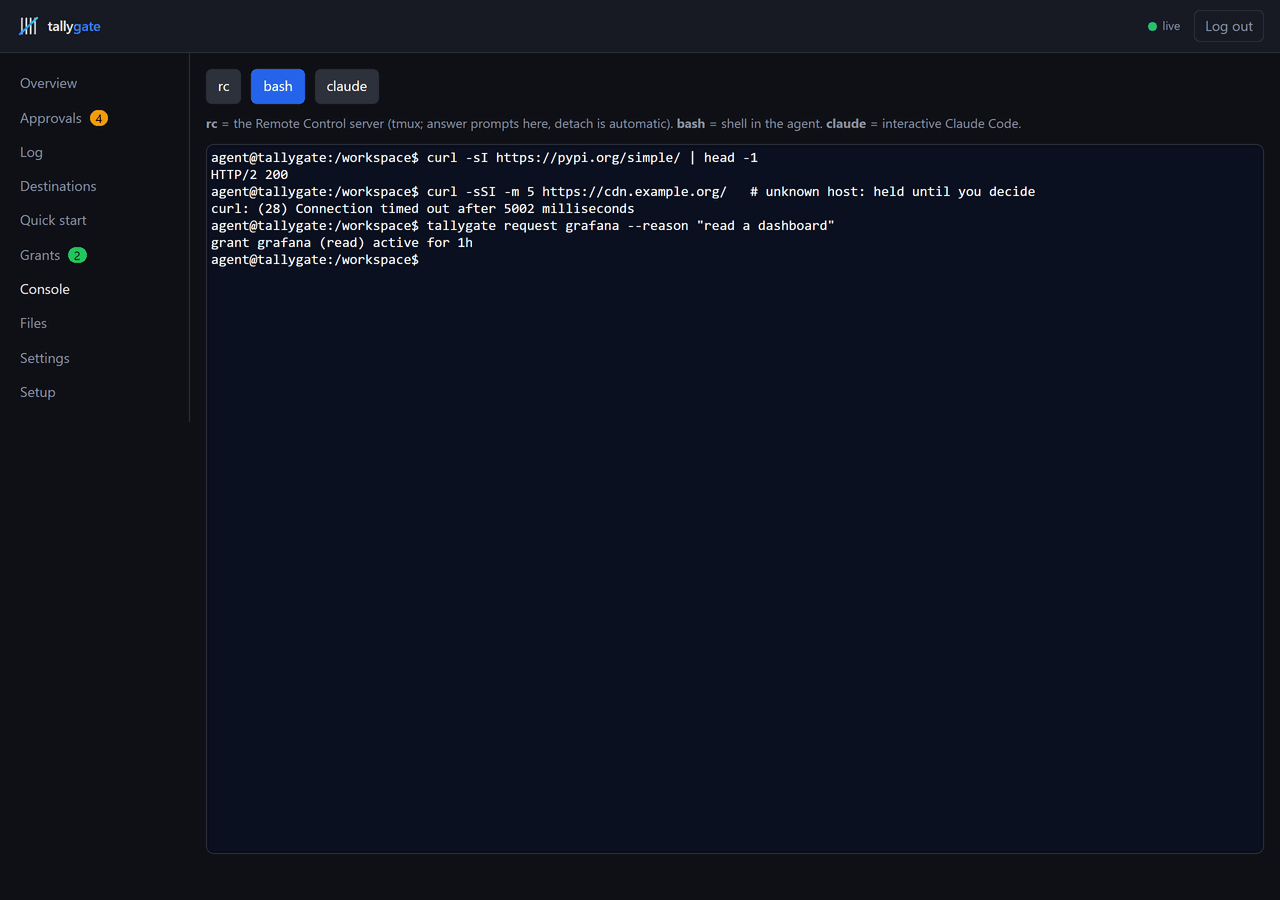 tallygate
live
Log out
Overview
Approvals 4
Log
Destinations
Quick start
Grants 2
Console
Files
Settings
Setup
rc bash claude
rc = the Remote Control server (tmux; answer prompts here, detach is automatic). bash = shell in the agent. claude = interactive Claude Code.
agent@tallygate:/workspace$ curl -sI https://pypi.org/simple/ | head -1
HTTP/2 200
agent@tallygate:/workspace$ curl -sSI -m 5 https://cdn.example.org/   # unknown host: held until you decide
curl: (28) Connection timed out after 5002 milliseconds
agent@tallygate:/workspace$ tallygate request grafana --reason "read a dashboard"
grant grafana (read) active for 1h
agent@tallygate:/workspace$